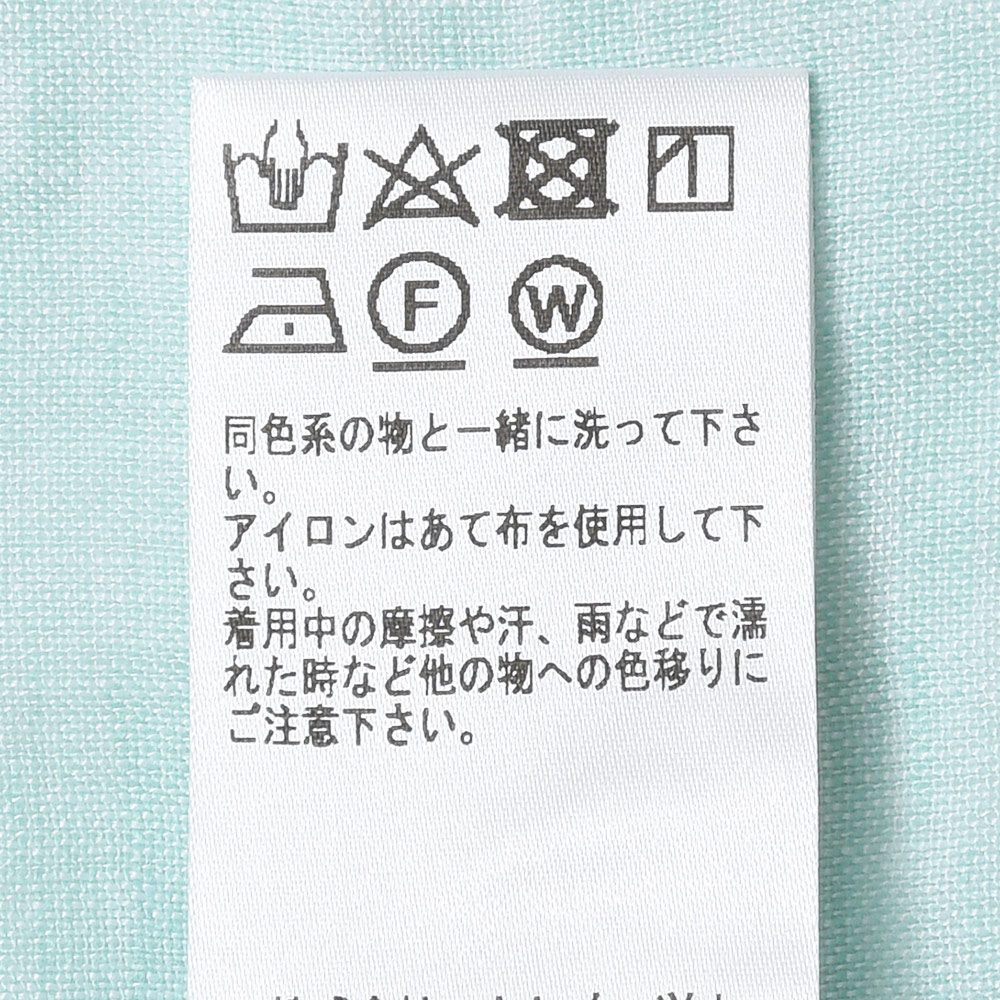 F W
同色系の物と一緒に洗って下さ
い。
アイロンはあて布を使用して下
さい。
着用中の摩擦や汗、雨などで濡
れた時など他の物への色移りに
ご注意下さい。